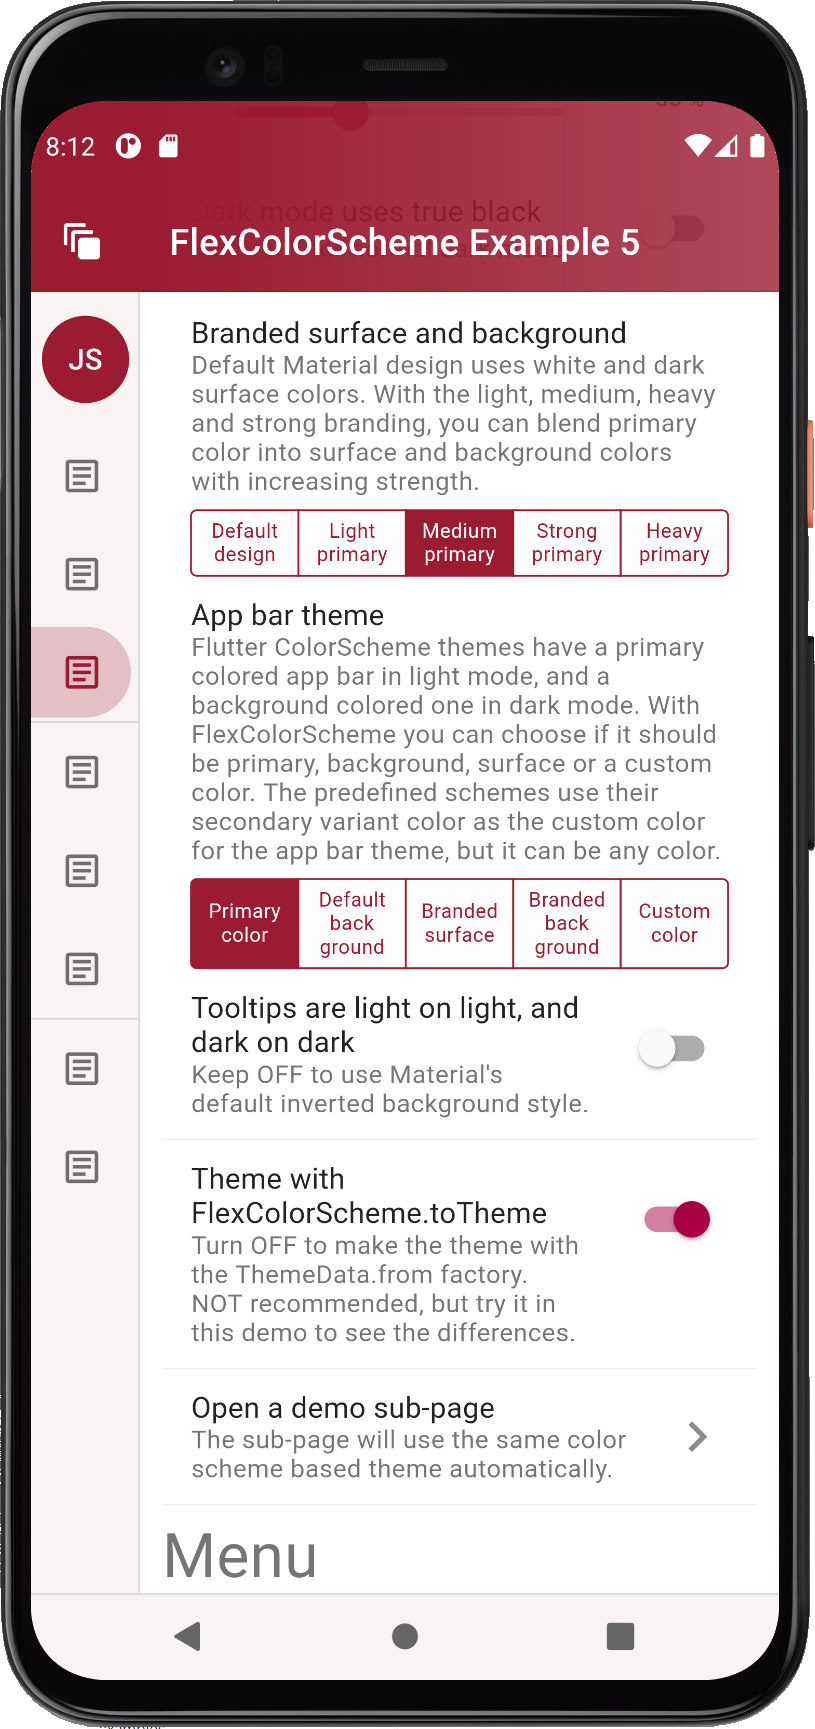 8:12
Dark mode uses true black
FlexColorScheme Example 5
JS
Branded surface and background
Default Material design uses white and dark
surface colors. With the light, medium, heavy
and strong branding, you can blend primary
color into surface and background colors
with increasing strength.
Default
design
Light
primary
Medium
primary
Strong
primary
Heavy
primary
App bar theme
Flutter ColorScheme themes have a primary
colored app bar in light mode, and a
background colored one in dark mode. With
FlexColorScheme you can choose if it should
be primary, background, surface or a custom
color. The predefined schemes use their
secondary variant color as the custom color
for the app bar theme, but it can be any color.
Primary
color
Default
back
ground
Branded
surface
Branded
back
ground
Custom
color
Tooltips are light on light, and
dark on dark
Keep OFF to use Material's
default inverted background style.
Theme with
FlexColorScheme.toTheme
Turn OFF to make the theme with
the ThemeData.from factory.
NOT recommended, but try it in
this demo to see the differences.
Open a demo sub-page
The sub-page will use the same color
scheme based theme automatically.
Menu